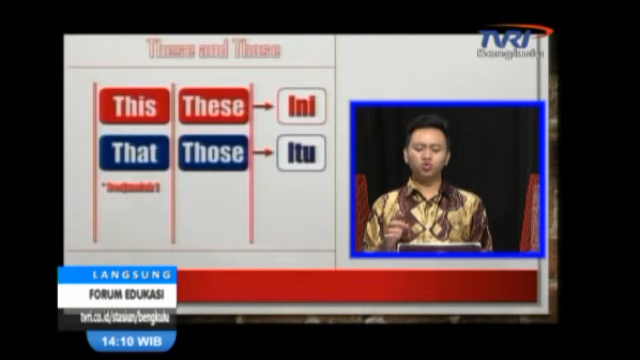 These and Those
TVRI
Bengkulu
This These Ini
That Those Itu
LANGSUNG
FORUM EDUKASI
tvri.co.id/stasiun/bengkulu
14:10 WIB